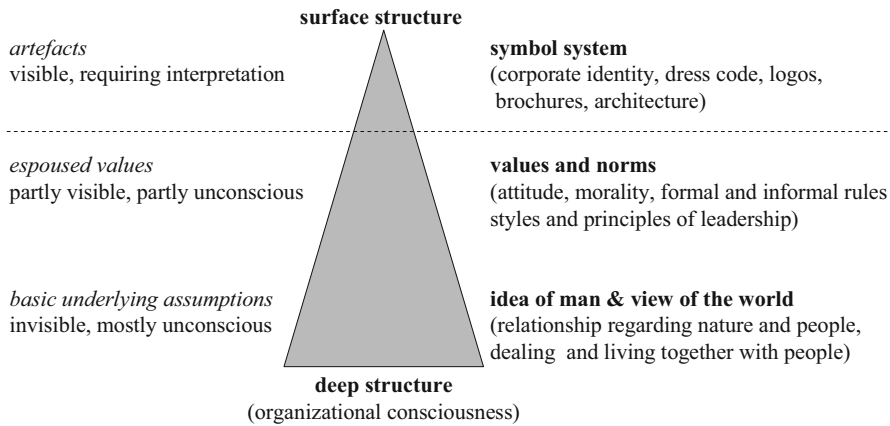 surface structure
artefacts
visible, requiring interpretation
symbol system
(corporate identity, dress code, logos,
brochures, architecture)
espoused values
partly visible, partly unconscious
values and norms
(attitude, morality, formal and informal rules
styles and principles of leadership)
basic underlying assumptions
invisible, mostly unconscious
idea of man & view of the world
(relationship regarding nature and people,
dealing and living together with people)
deep structure
(organizational consciousness)